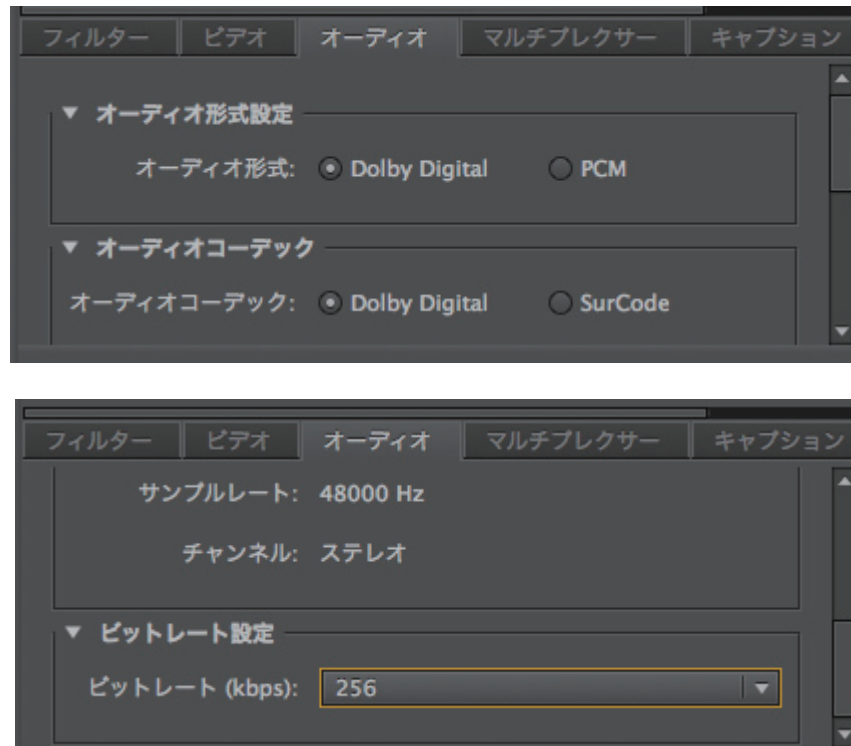 フィルター ビデオ オーディオ マルチプレクサー キャプション
オーディオ形式設定
オーディオ形式: Dolby Digital PCM
オーディオコーデック
オーディオコーデック: Dolby Digital SurCode
フィルター ビデオ オーディオ マルチプレクサー キャプション
サンプルレート: 48000 Hz
チャンネル: ステレオ
ビットレート設定
ビットレート (kbps): 256